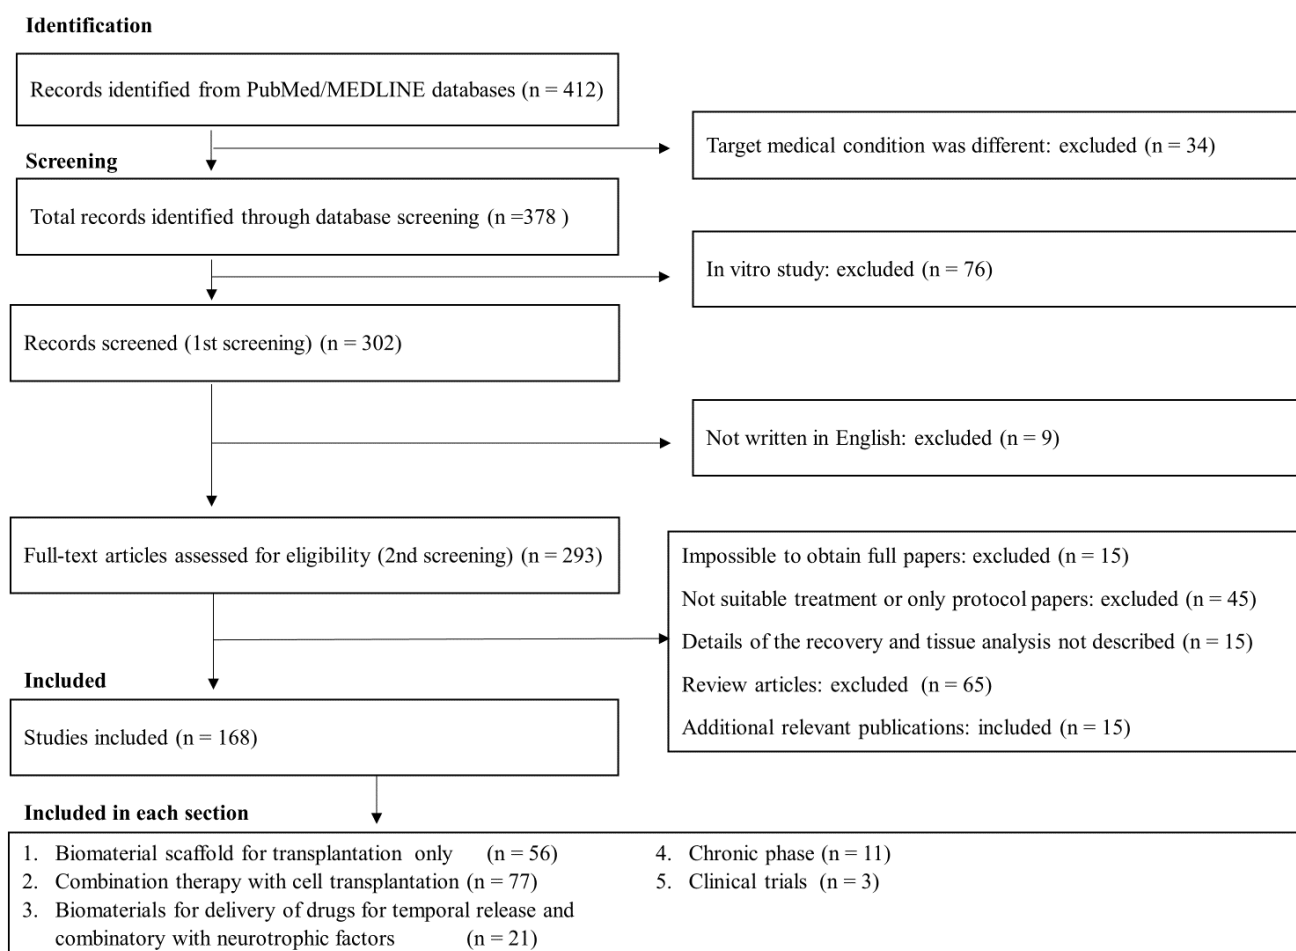 Identification
Records identified from PubMed/MEDLINE databases (n = 412)
Target medical condition was different: excluded (n = 34)
Screening
Total records identified through database screening (n =378 )
In vitro study: excluded (n = 76)
Records screened (1st screening) (n = 302)
Not written in English: excluded (n = 9)
Full-text articles assessed for eligibility (2nd screening) (n = 293)
Impossible to obtain full papers: excluded (n = 15)
Not suitable treatment or only protocol papers: excluded (n = 45)
Details of the recovery and tissue analysis not described (n = 15)
Review articles: excluded (n = 65)
Additional relevant publications: included (n = 15)
Included
Studies included (n = 168)
Included in each section
1. Biomaterial scaffold for transplantation only (n = 56)
2. Combination therapy with cell transplantation (n = 77)
3. Biomaterials for delivery of drugs for temporal release and
combinatory with neurotrophic factors (n = 21)
4. Chronic phase (n = 11)
5. Clinical trials (n = 3)